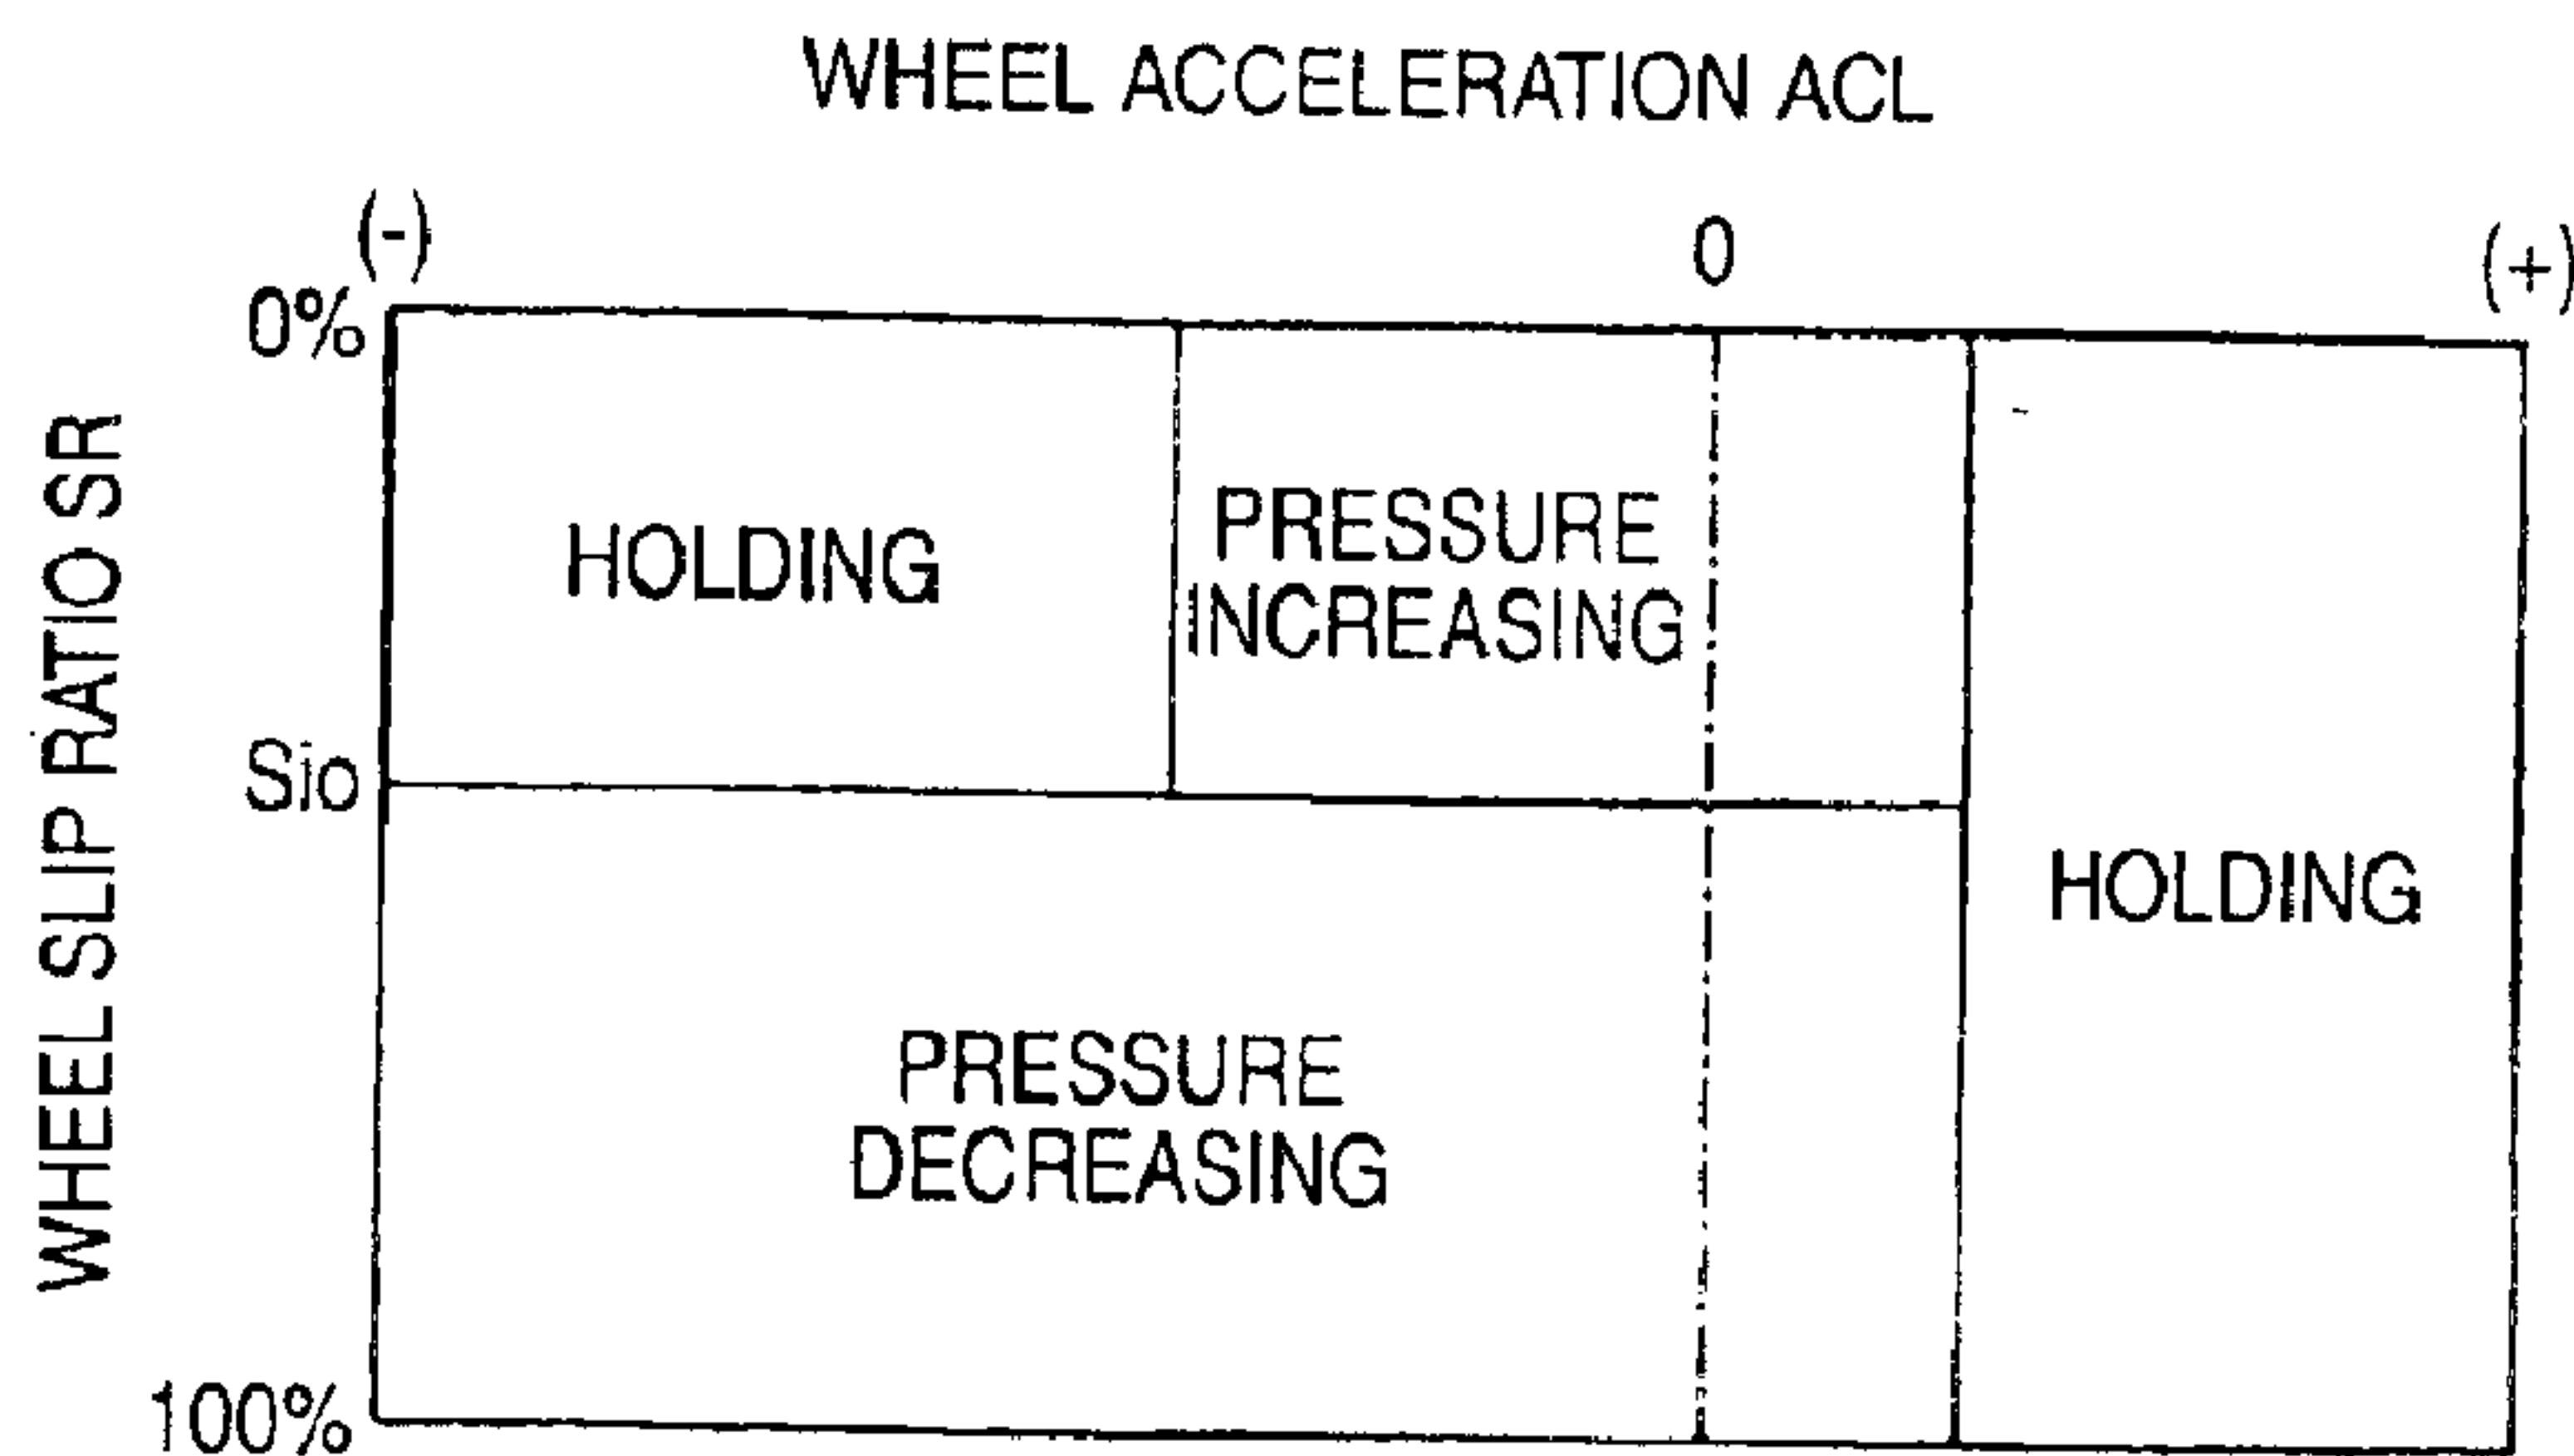 WHEEL ACCELERATION ACL
(-)
0
(+)
0%
WHEEL SLIP RATIO SR
HOLDING
PRESSURE
INCREASING
Sio
HOLDING
PRESSURE
DECREASING
100%